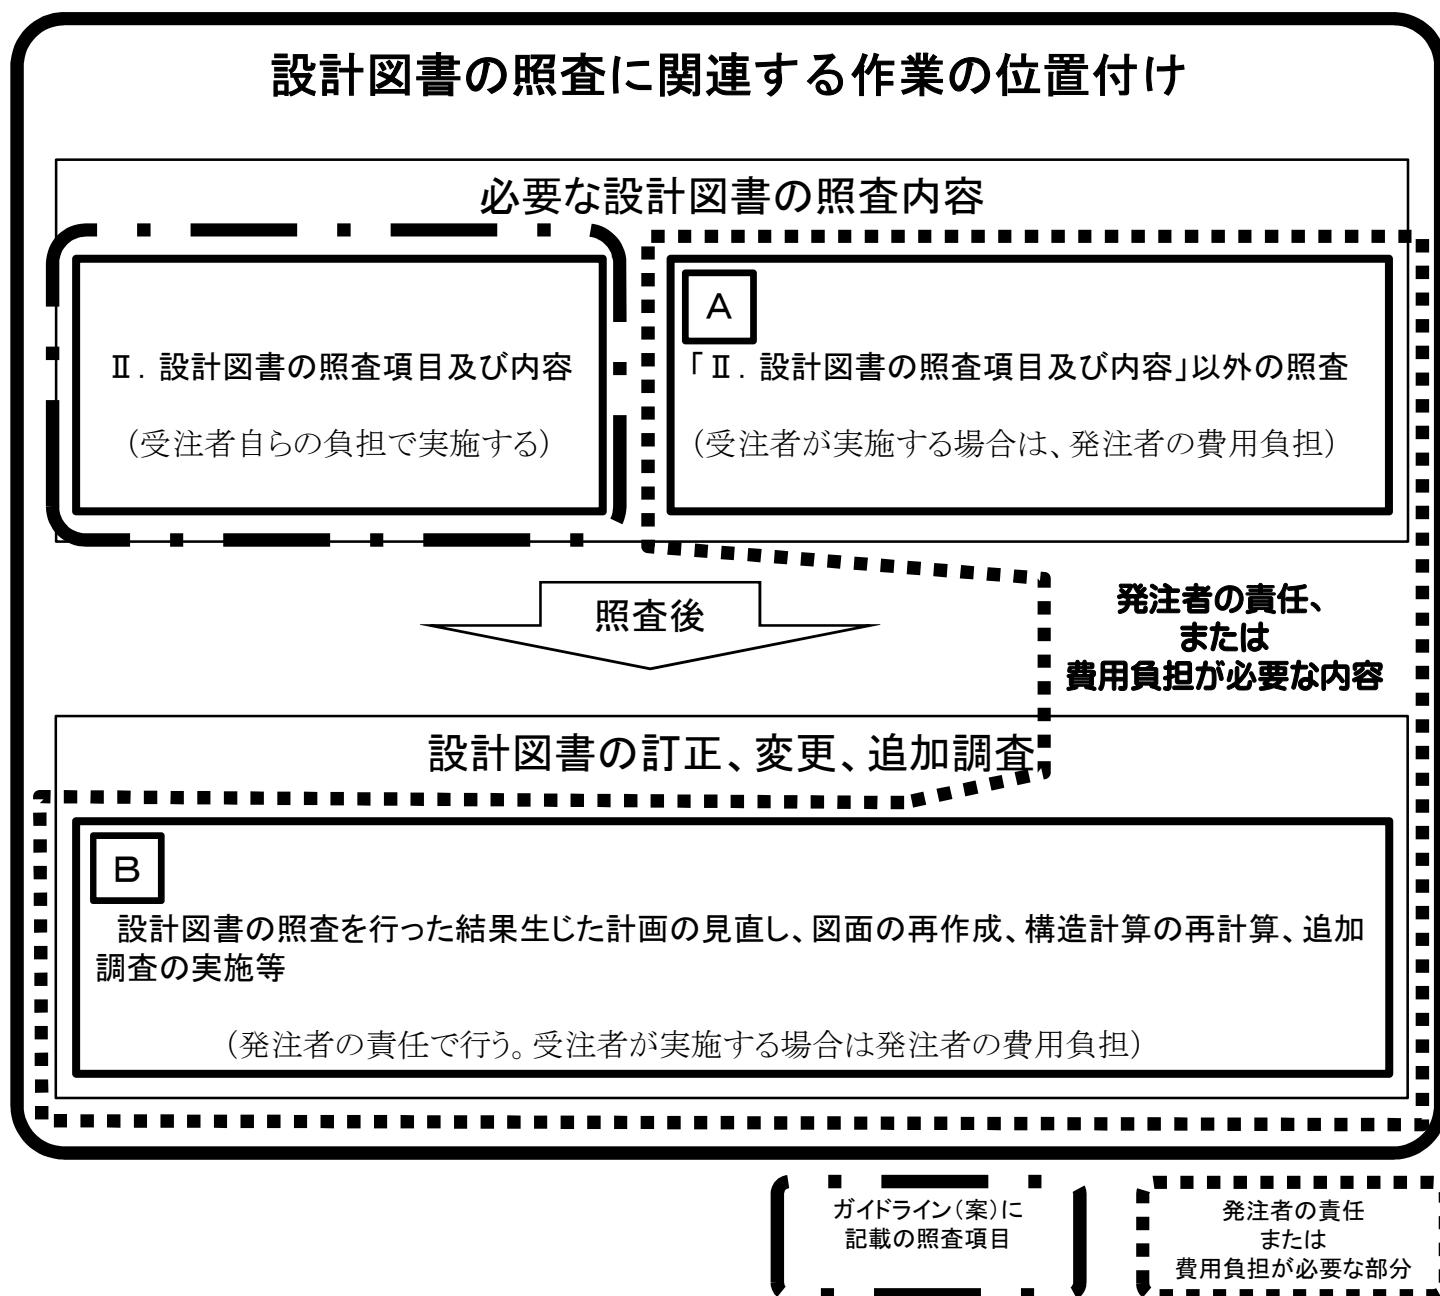 設計図書の照査に関連する作業の位置付け
必要な設計図書の照査内容
Ⅱ. 設計図書の照査項目及び内容
(受注者自らの負担で実施する)
A
「Ⅱ. 設計図書の照査項目及び内容」以外の照査
(受注者が実施する場合は、発注者の費用負担)
照査後
発注者の責任、
または
費用負担が必要な内容
設計図書の訂正、変更、追加調査
B
設計図書の照査を行った結果生じた計画の見直し、図面の再作成、構造計算の再計算、追加
調査の実施等
(発注者の責任で行う。受注者が実施する場合は発注者の費用負担)
ガイドライン(案)に
記載の照査項目
発注者の責任
または
費用負担が必要な部分